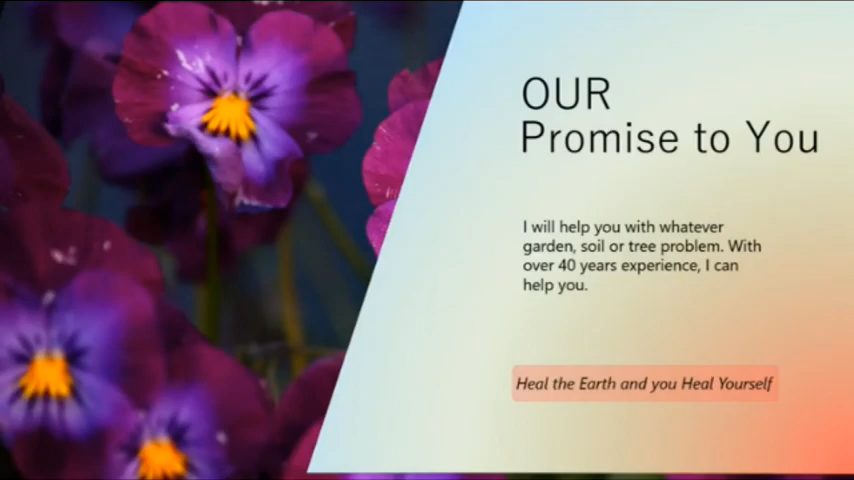 OUR
Promise to You
I will help you with whatever
garden, soil or tree problem. With
over 40 years experience, I can
help you.
Heal the Earth and you Heal Yourself